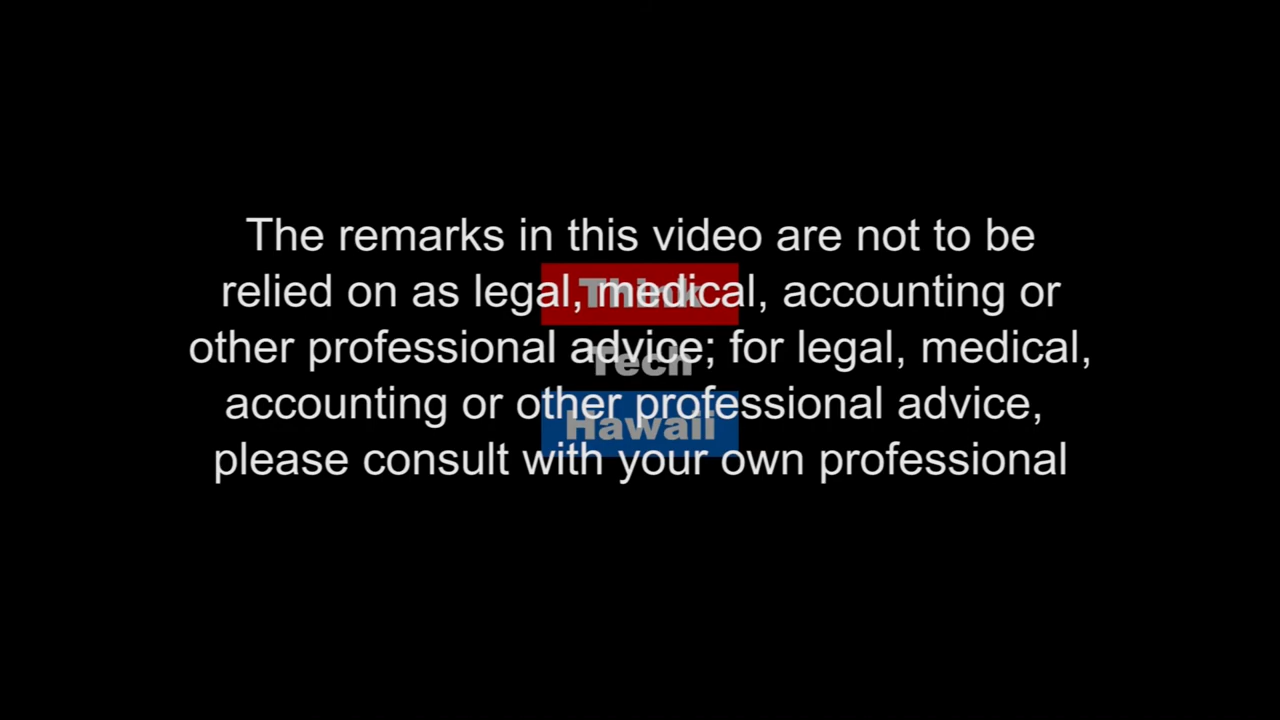 The remarks in this video are not to be
relied on as legal, medical, accounting or
other professional advice; for legal, medical,
accounting or other professional advice,
please consult with your own professional
Think
Tech
Hawaii